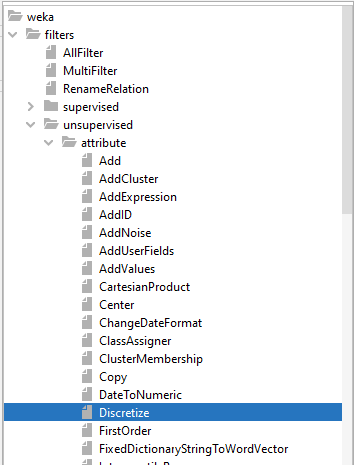 weka
filters
AllFilter
MultiFilter
RenameRelation
supervised
unsupervised
attribute
Add
AddCluster
AddExpression
AddID
AddNoise
AddUserFields
AddValues
CartesianProduct
Center
ChangeDateFormat
ClassAssigner
ClusterMembership
Copy
DateToNumeric
Discretize
FirstOrder
FixedDictionaryStringToWordVector